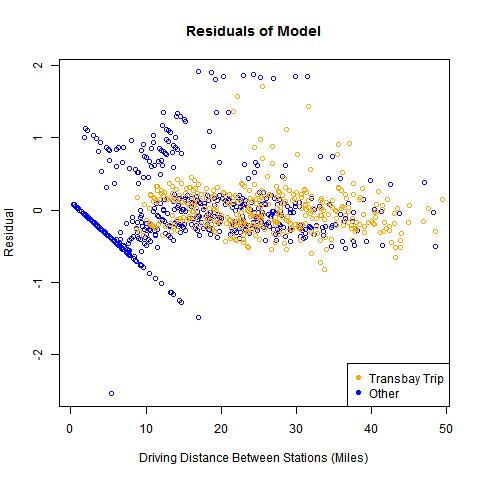 Residuals of Model
Residual
2
1
0
-1
-2
0
10
20
30
40
50
Driving Distance Between Stations (Miles)
Transbay Trip
Other